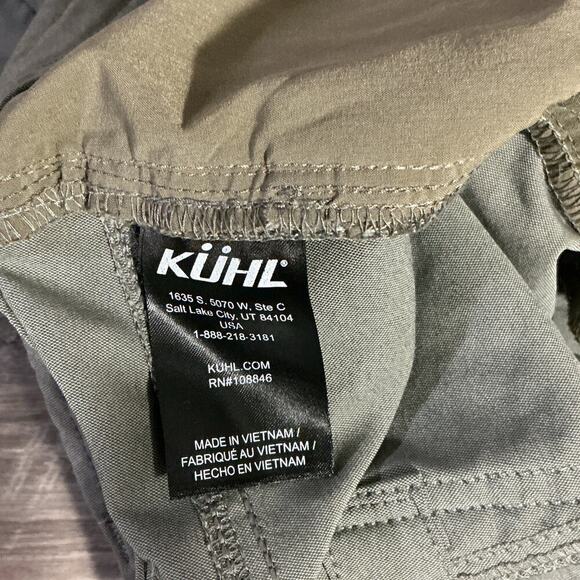 KÜHL®
1635 S. 5070 W, Ste C
Salt Lake City, UT 84104
USA
1-888-218-3181
KUHL.COM
RN#108846
MADE IN VIETNAM /
FABRIQUÉ AU VIETNAM /
HECHO EN VIETNAM